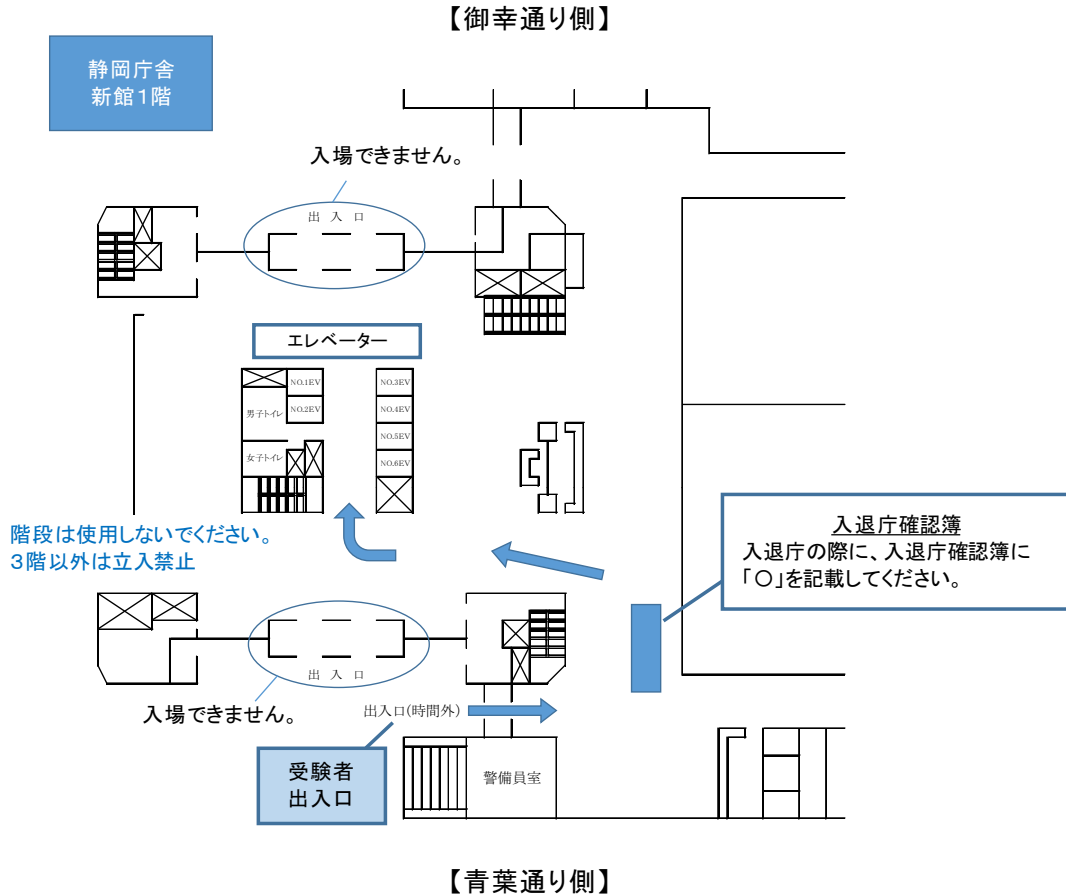 【御幸通り側】
静岡庁舎
新館1階
入場できません。
出 入 口
エレベーター
NO.1EV
NO.3EV
NO.2EV
NO.4EV
男子トイレ
NO.5EV
女子トイレ
NO.6EV
階段は使用しないでください。
3階以外は立入禁止
入退庁確認簿
入退庁の際に、入退庁確認簿に
「○」を記載してください。
出 入 口
入場できません。
出入口(時間外)
受験者
出入口
警備員室
【青葉通り側】